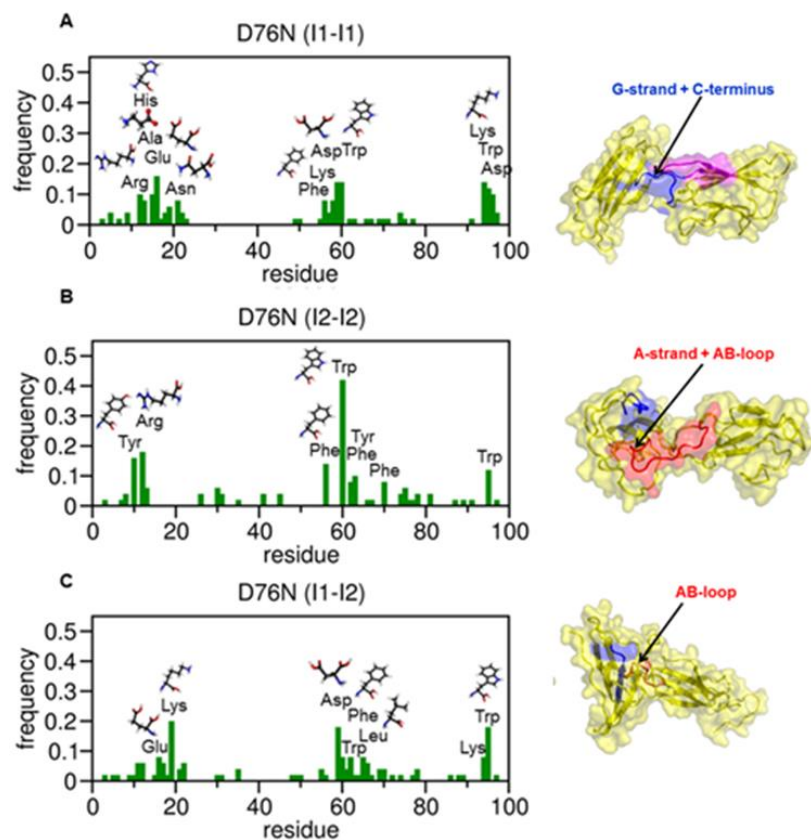 A
D76N (I1-I1)
frequency
0.5
0.4
0.3
0.2
0.1
0
His
Ala
Glu
Arg
Asn
AspTrp
Lys
Phe
Lys
Trp
Asp
0 20 40 60 80 100
residue
G-strand + C-terminus
B
D76N (I2-I2)
frequency
0.5
0.4
0.3
0.2
0.1
0
Arg
Tyr
Trp
Phe
Tyr
Phe
Phe
Trp
0 20 40 60 80 100
residue
A-strand + AB-loop
C
D76N (I1-I2)
frequency
0.5
0.4
0.3
0.2
0.1
0
Lys
Glu
Asp
Phe
Leu
Trp
Trp
Lys
0 20 40 60 80 100
residue
AB-loop